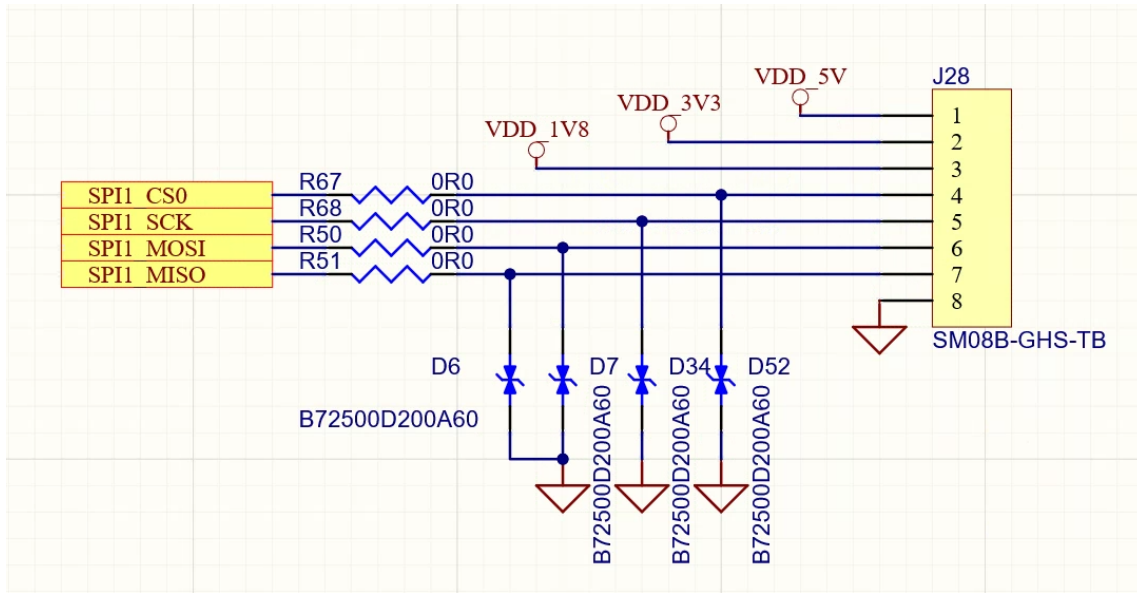 VDD_5V
J28
VDD_3V3
VDD_1V8
1
2
3
4
5
6
7
8
SPI1_CS0
R67
0R0
SPI1_SCK
R68
0R0
SPI1_MOSI
R50
0R0
SPI1_MISO
R51
0R0
SM08B-GHS-TB
D6
D7
D34
D52
B72500D200A60
B72500D200A60
B72500D200A60
B72500D200A60